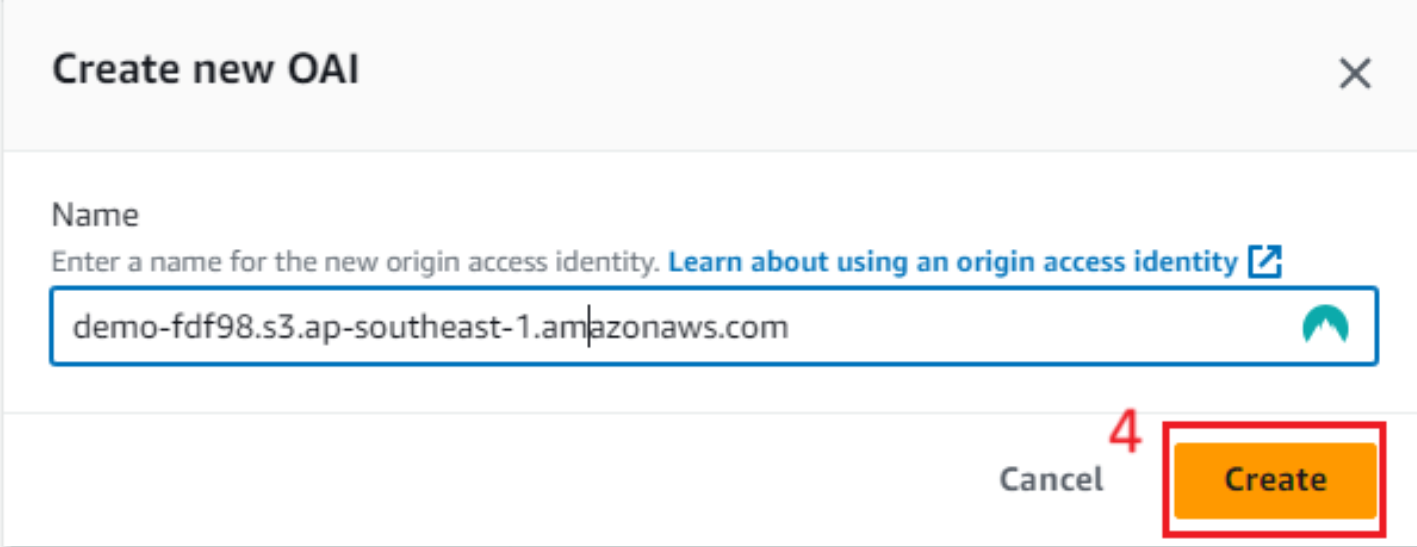 Create new OAI
Name
Enter a name for the new origin access identity. Learn about using an origin access identity
demo-fdf98.s3.ap-southeast-1.amazonaws.com
4
Cancel Create